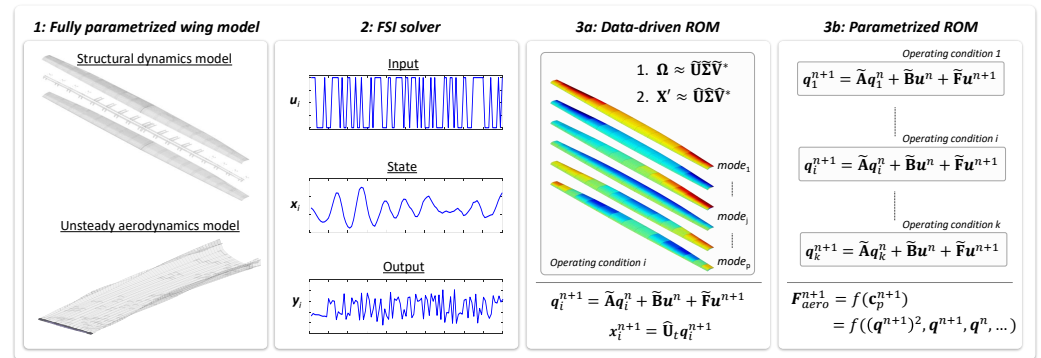 1: Fully parametrized wing model
Structural dynamics model
Unsteady aerodynamics model
2: FSI solver
Input
u_i
State
x_i
Output
y_i
3a: Data-driven ROM
1. Ω ≈ ŨΣ̃Ṽ*
2. X′ ≈ ÛΣ̂V̂*
mode_1
mode_j
mode_p
Operating condition i
q_i^{n+1} = Ãq_i^n + B̃u^n + F̃u^{n+1}
x_i^{n+1} = Û_t q_i^{n+1}
3b: Parametrized ROM
Operating condition 1
q_1^{n+1} = Ãq_1^n + B̃u^n + F̃u^{n+1}
Operating condition i
q_i^{n+1} = Ãq_i^n + B̃u^n + F̃u^{n+1}
Operating condition k
q_k^{n+1} = Ãq_k^n + B̃u^n + F̃u^{n+1}
F_{aero}^{n+1} = f(c_p^{n+1})
= f((q^{n+1})^2, q^{n+1}, q^n, …)